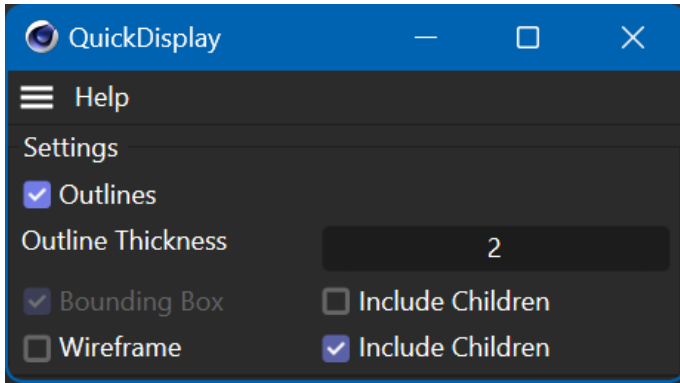 QuickDisplay
Help
Settings
Outlines
Outline Thickness 2
Bounding Box Include Children
Wireframe Include Children